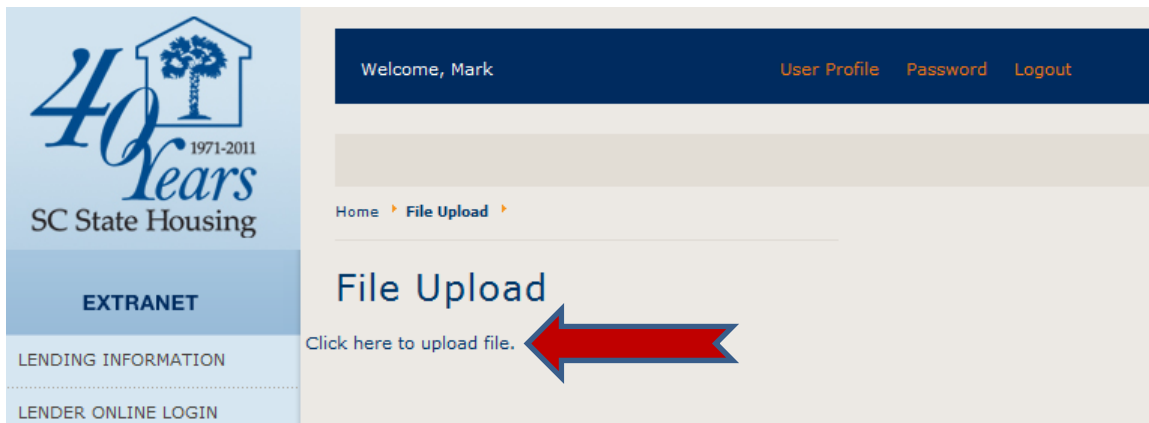 40
1971-2011
Years
SC State Housing
EXTRANET
LENDING INFORMATION
LENDER ONLINE LOGIN
Welcome, Mark
User Profile Password Logout
Home File Upload
File Upload
Click here to upload file.